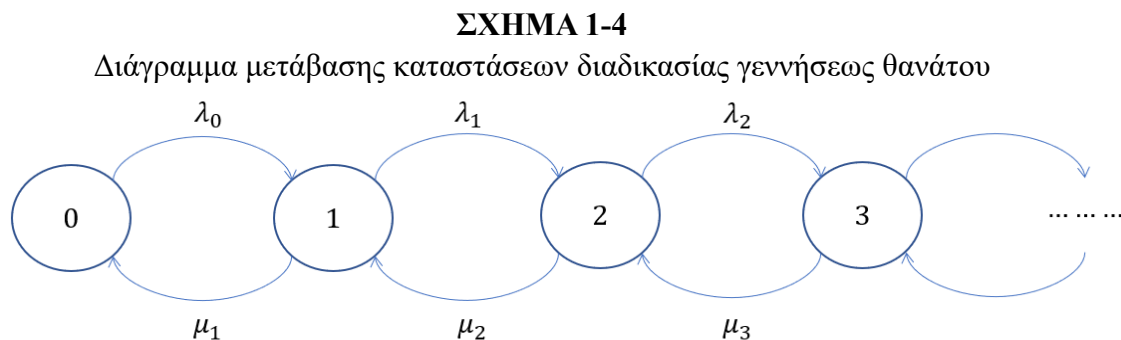 ΣΧΗΜΑ 1-4
Διάγραμμα μετάβασης καταστάσεων διαδικασίας γεννήσεως θανάτου
λ₀ λ₁ λ₂
0 1 2 3 ... ... ...
μ₁ μ₂ μ₃